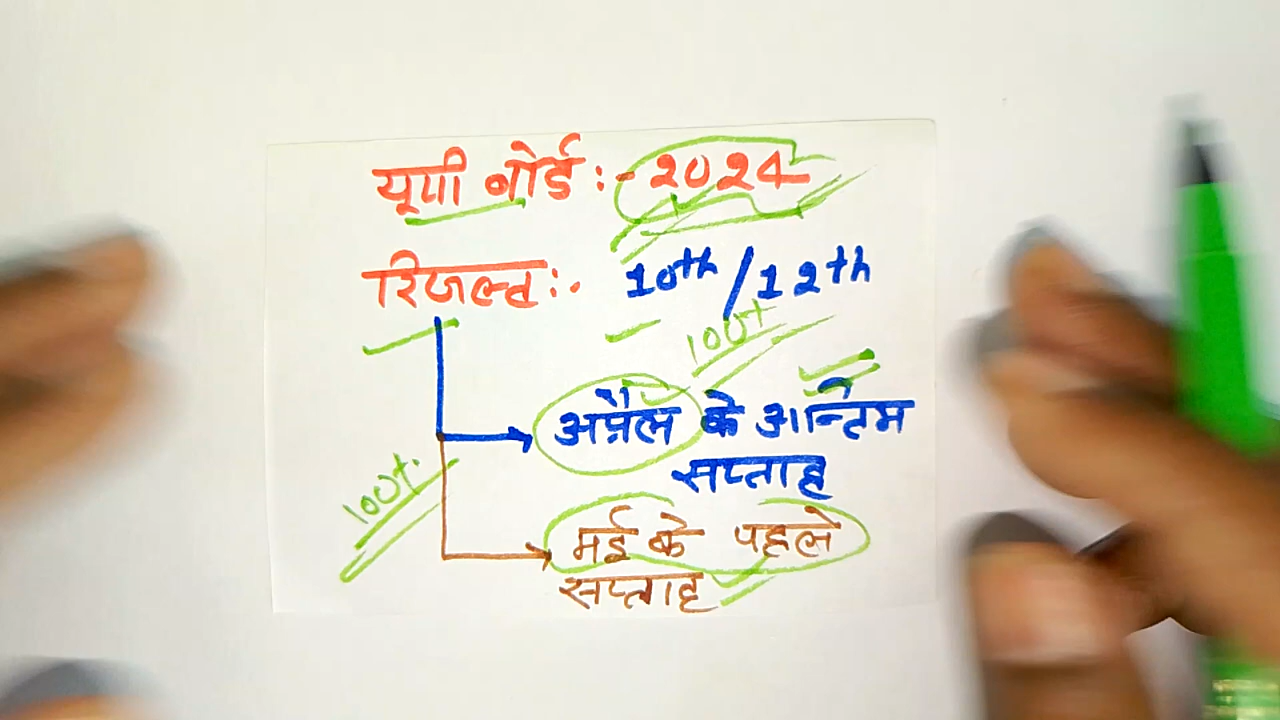 यूपी बोर्ड :- 2024
रिजल्ट :- 10th / 12th
100%
अप्रैल के अन्तिम
सप्ताह
100%
मई के पहले
सप्ताह